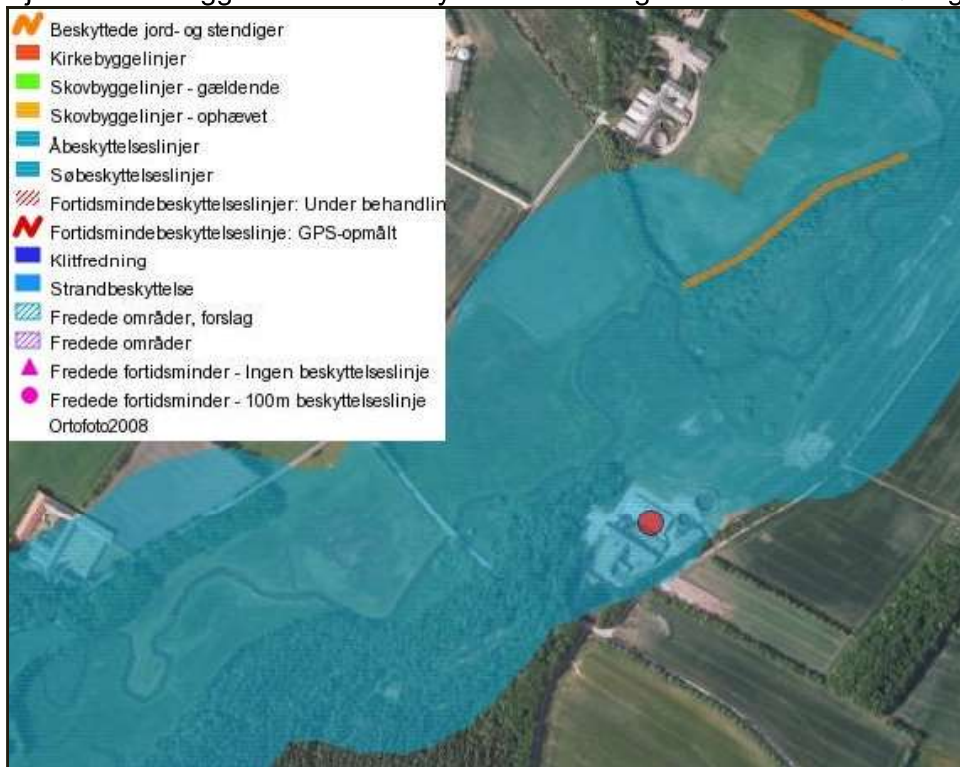 Beskyttede jord- og stendiger
Kirkebyggelinjer
Skovbyggelinjer - gældende
Skovbyggelinjer - ophævet
Åbeskyttelseslinjer
Søbeskyttelseslinjer
Fortidsmindebeskyttelseslinjer: Under behandlin
Fortidsmindebeskyttelseslinje: GPS-opmålt
Klitfredning
Strandbeskyttelse
Fredede områder, forslag
Fredede områder
Fredede fortidsminder - Ingen beskyttelseslinje
Fredede fortidsminder - 100m beskyttelseslinje
Ortofoto2008